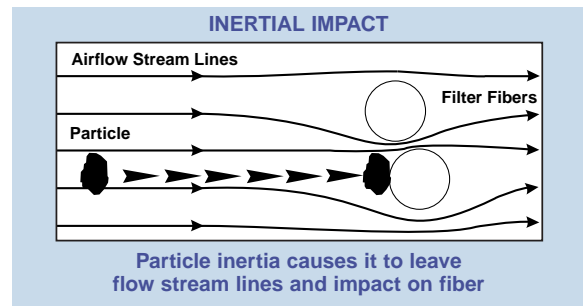 INERTIAL IMPACT
Airflow Stream Lines
Filter Fibers
Particle
Particle inertia causes it to leave
flow stream lines and impact on fiber